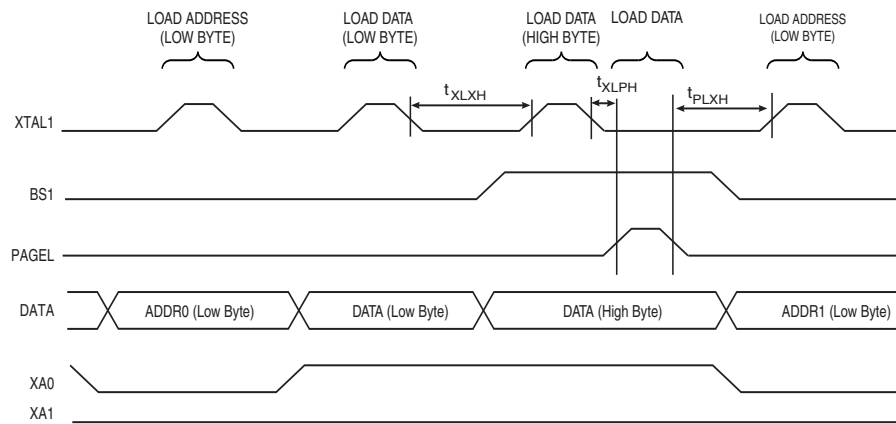 LOAD ADDRESS
(LOW BYTE)
LOAD DATA
(LOW BYTE)
LOAD DATA
(HIGH BYTE)
LOAD DATA
LOAD ADDRESS
(LOW BYTE)
tXLXH
tXLPH
tPLXH
XTAL1
BS1
PAGEL
DATA
ADDR0 (Low Byte)
DATA (Low Byte)
DATA (High Byte)
ADDR1 (Low Byte)
XA0
XA1